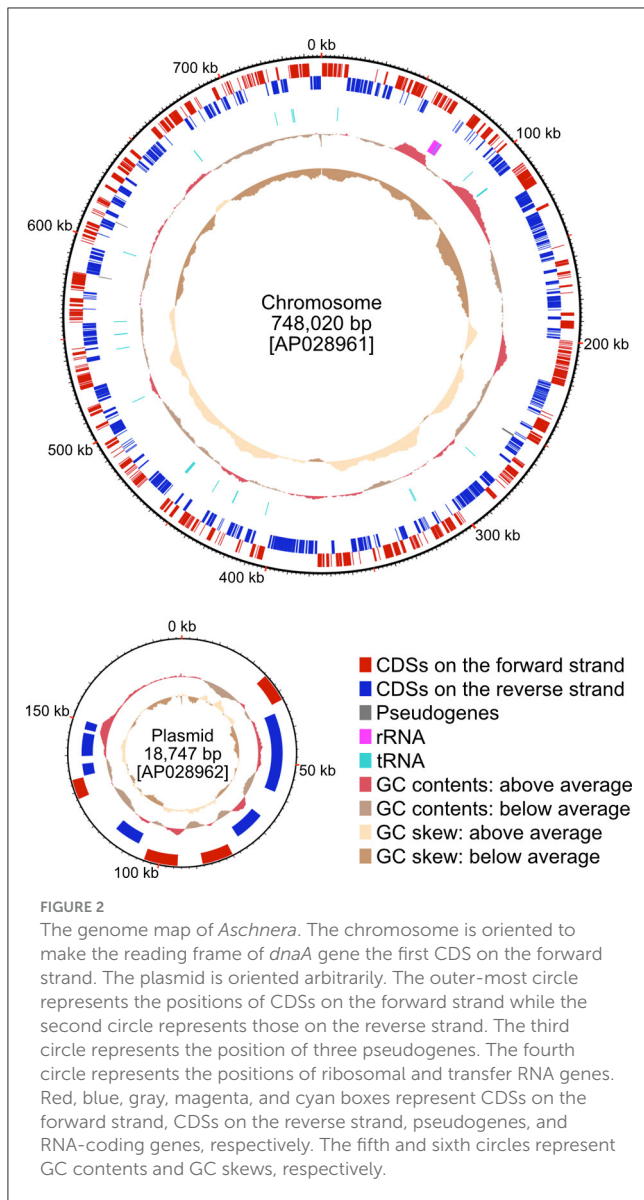 0 kb
700 kb
100 kb
600 kb
Chromosome
748,020 bp
[AP028961]
200 kb
500 kb
300 kb
400 kb
0 kb
150 kb
Plasmid
18,747 bp
[AP028962]
50 kb
100 kb
CDSs on the forward strand
CDSs on the reverse strand
Pseudogenes
rRNA
tRNA
GC contents: above average
GC contents: below average
GC skew: above average
GC skew: below average
FIGURE 2
The genome map of Aschnera. The chromosome is oriented to
make the reading frame of dnaA gene the first CDS on the forward
strand. The plasmid is oriented arbitrarily. The outer-most circle
represents the positions of CDSs on the forward strand while the
second circle represents those on the reverse strand. The third
circle represents the position of three pseudogenes. The fourth
circle represents the positions of ribosomal and transfer RNA genes.
Red, blue, gray, magenta, and cyan boxes represent CDSs on the
forward strand, CDSs on the reverse strand, pseudogenes, and
RNA-coding genes, respectively. The fifth and sixth circles represent
GC contents and GC skews, respectively.